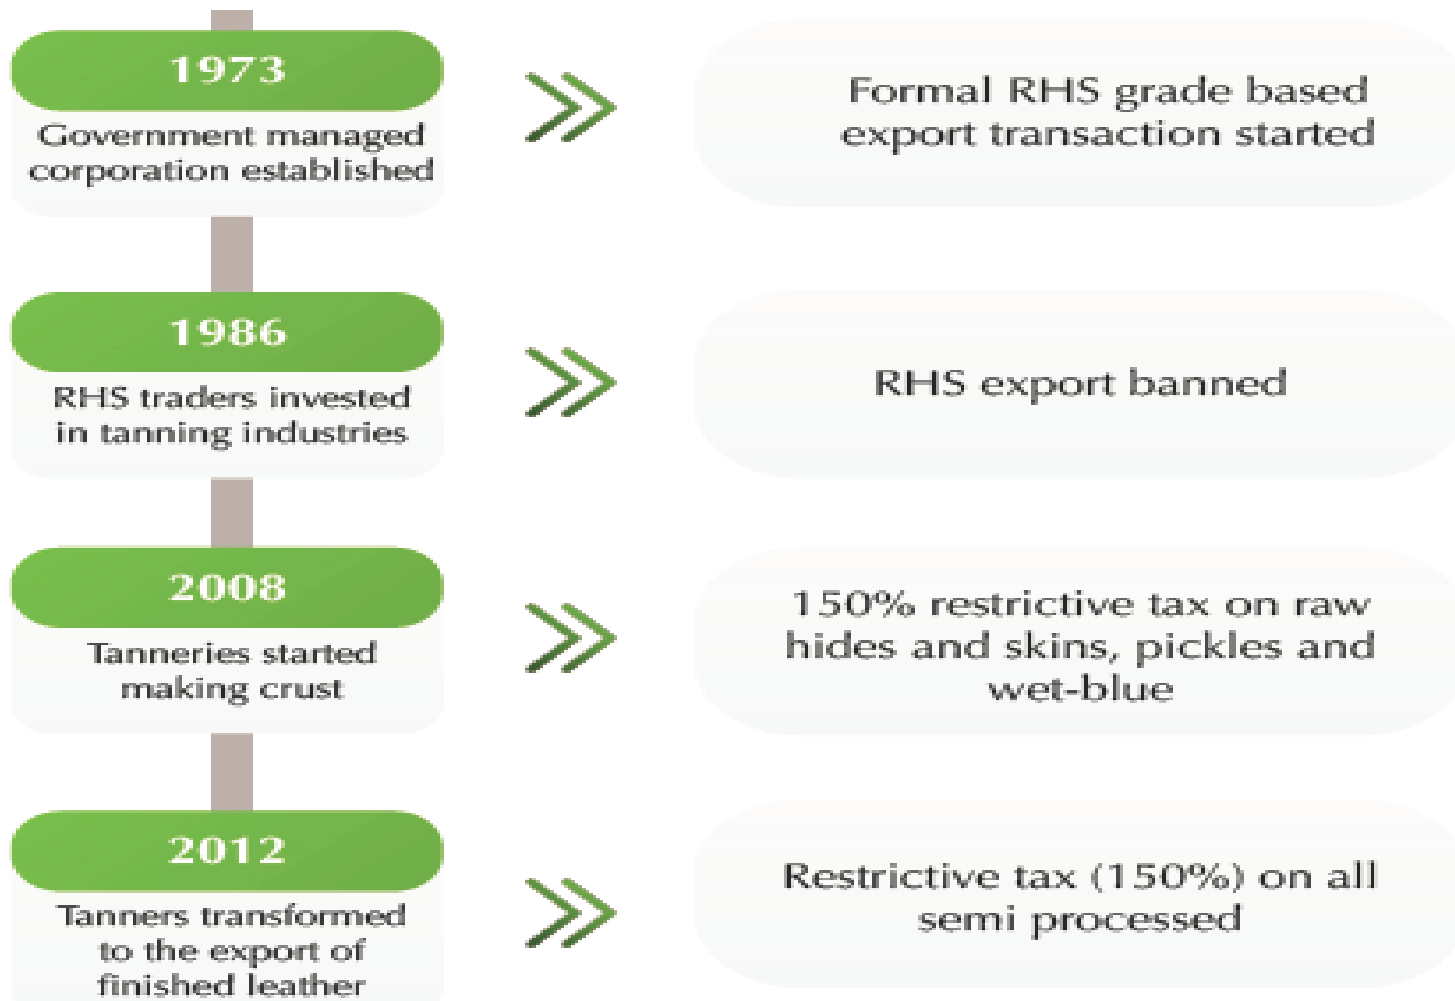 1973
Government managed
corporation established
Formal RHS grade based
export transaction started
1986
RHS traders invested
in tanning industries
RHS export banned
2008
Tanneries started
making crust
150% restrictive tax on raw
hides and skins, pickles and
wet-blue
2012
Tanners transformed
to the export of
finished leather
Restrictive tax (150%) on all
semi processed